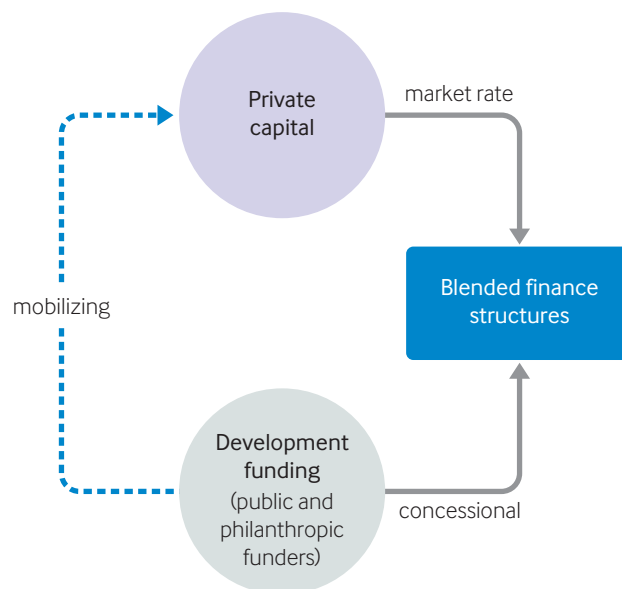 Private
capital
market rate
Blended finance
structures
mobilizing
Development
funding
(public and
philanthropic
funders)
concessional